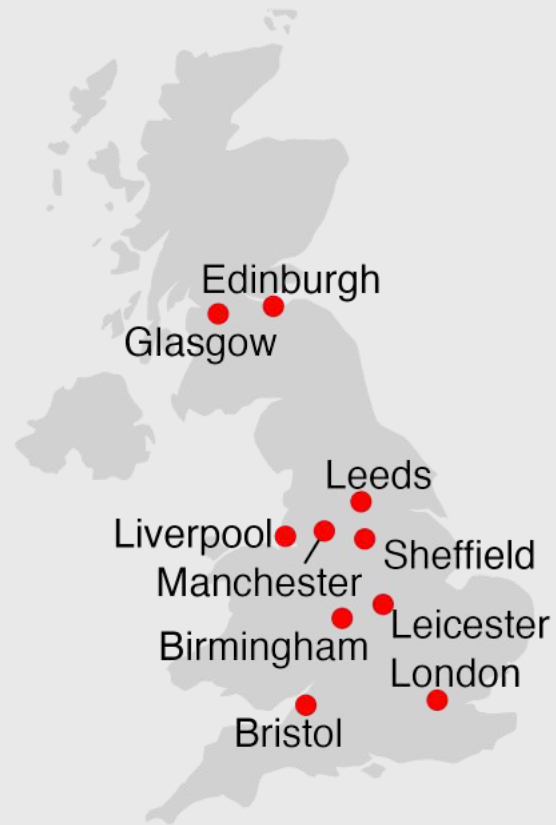 Edinburgh
Glasgow
Leeds
Liverpool
Sheffield
Manchester
Leicester
Birmingham
London
Bristol